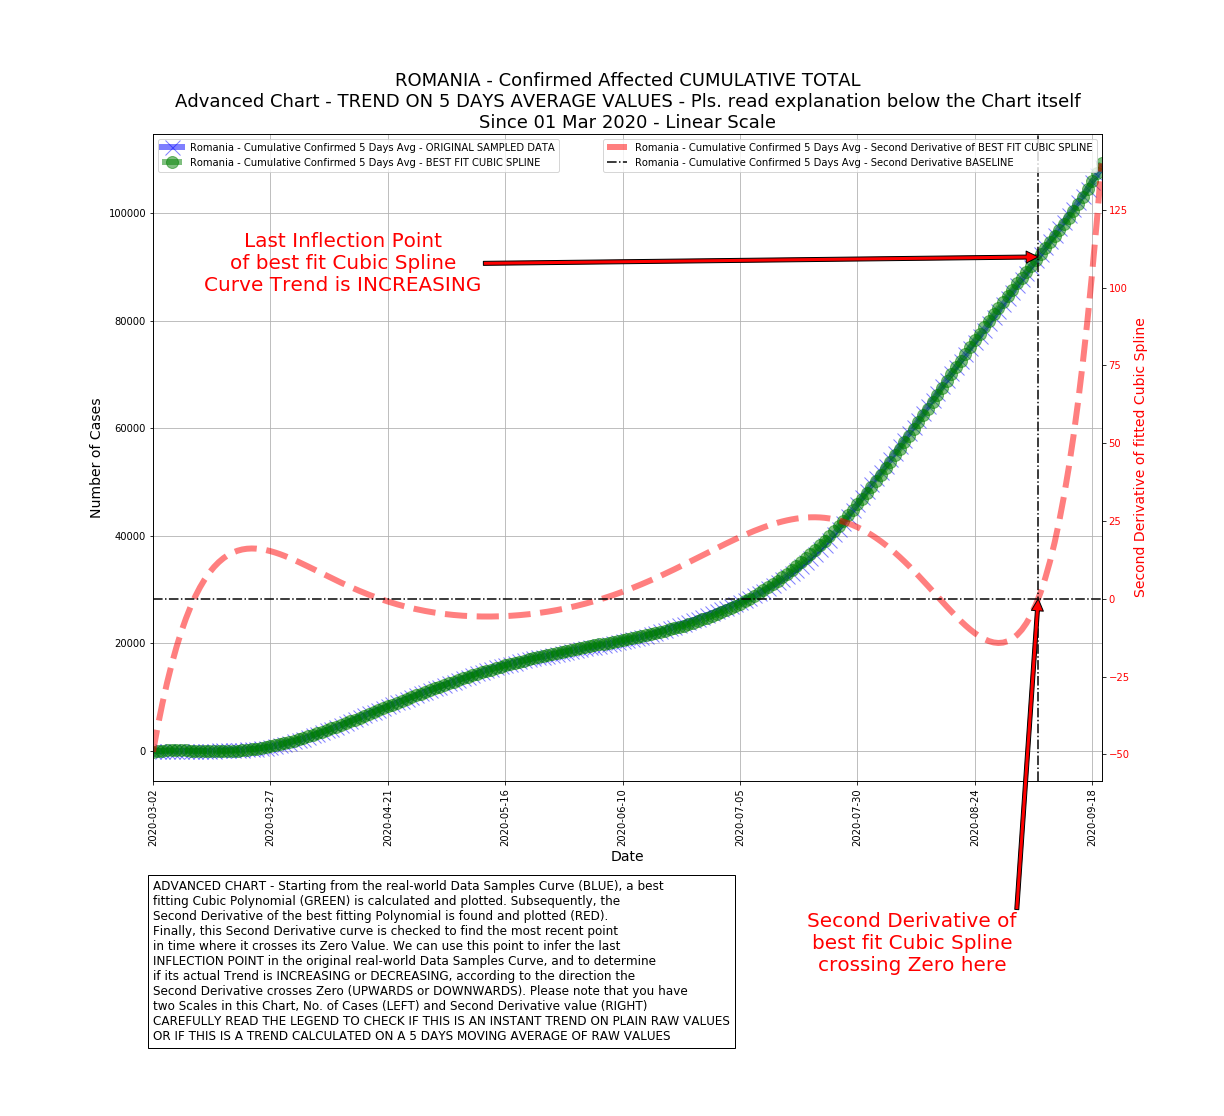 ROMANIA - Confirmed Affected CUMULATIVE TOTAL
Advanced Chart - TREND ON 5 DAYS AVERAGE VALUES - Pls. read explanation below the Chart itself
Since 01 Mar 2020 - Linear Scale
Romania - Cumulative Confirmed 5 Days Avg - ORIGINAL SAMPLED DATA
Romania - Cumulative Confirmed 5 Days Avg - BEST FIT CUBIC SPLINE
Romania - Cumulative Confirmed 5 Days Avg - Second Derivative of BEST FIT CUBIC SPLINE
Romania - Cumulative Confirmed 5 Days Avg - Second Derivative BASELINE
Last Inflection Point
of best fit Cubic Spline
Curve Trend is INCREASING
Number of Cases
100000
80000
60000
40000
20000
0
125
100
75
50
25
0
−25
−50
Second Derivative of fitted Cubic Spline
2020-03-02
2020-03-27
2020-04-21
2020-05-16
2020-06-10
2020-07-05
2020-07-30
2020-08-24
2020-09-18
Date
ADVANCED CHART - Starting from the real-world Data Samples Curve (BLUE), a best
fitting Cubic Polynomial (GREEN) is calculated and plotted. Subsequently, the
Second Derivative of the best fitting Polynomial is found and plotted (RED).
Finally, this Second Derivative curve is checked to find the most recent point
in time where it crosses its Zero Value. We can use this point to infer the last
INFLECTION POINT in the original real-world Data Samples Curve, and to determine
if its actual Trend is INCREASING or DECREASING, according to the direction the
Second Derivative crosses Zero (UPWARDS or DOWNWARDS). Please note that you have
two Scales in this Chart, No. of Cases (LEFT) and Second Derivative value (RIGHT)
CAREFULLY READ THE LEGEND TO CHECK IF THIS IS AN INSTANT TREND ON PLAIN RAW VALUES
OR IF THIS IS A TREND CALCULATED ON A 5 DAYS MOVING AVERAGE OF RAW VALUES
Second Derivative of
best fit Cubic Spline
crossing Zero here